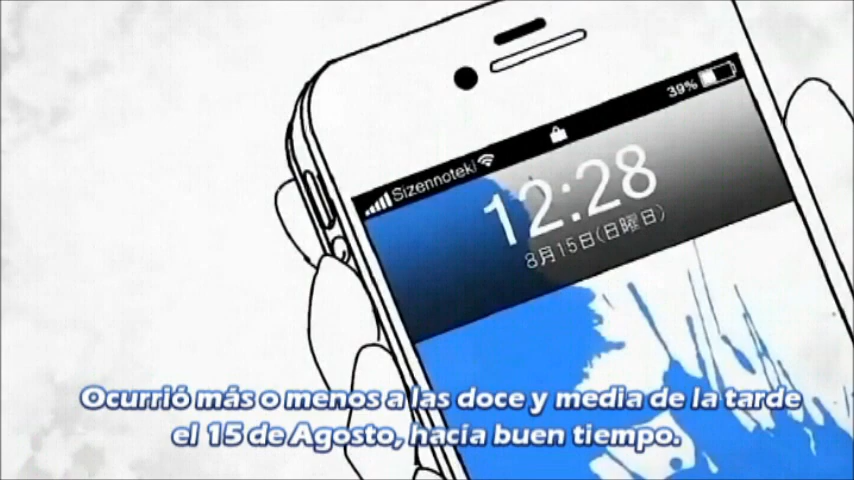 39%
Sizennoteki
12:28
8月15日(日曜日)
Ocurrió más o menos a las doce y media de la tarde
el 15 de Agosto, hacía buen tiempo.